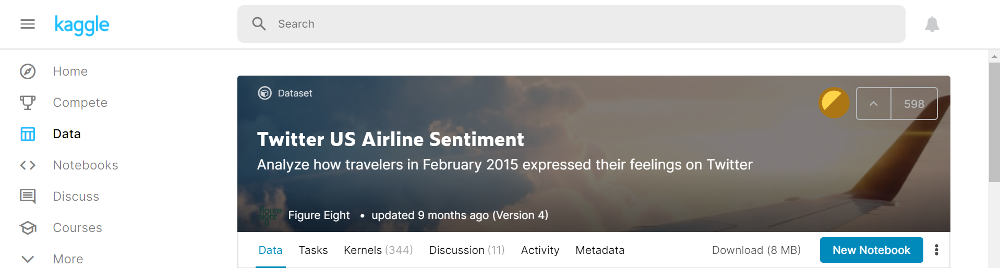 kaggle
Search
Home
Compete
Data
Notebooks
Discuss
Courses
More
Dataset
598
Twitter US Airline Sentiment
Analyze how travelers in February 2015 expressed their feelings on Twitter
figure eight Figure Eight • updated 9 months ago (Version 4)
Data Tasks Kernels (344) Discussion (11) Activity Metadata Download (8 MB) New Notebook